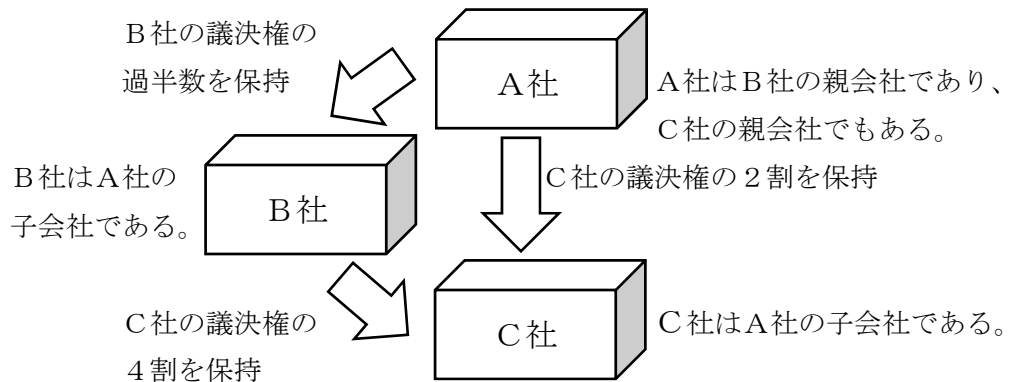 B社の議決権の
過半数を保持
A社
A社はB社の親会社であり、
C社の親会社でもある。
B社はA社の
子会社である。
B社
C社の議決権の2割を保持
C社の議決権の
4割を保持
C社
C社はA社の子会社である。